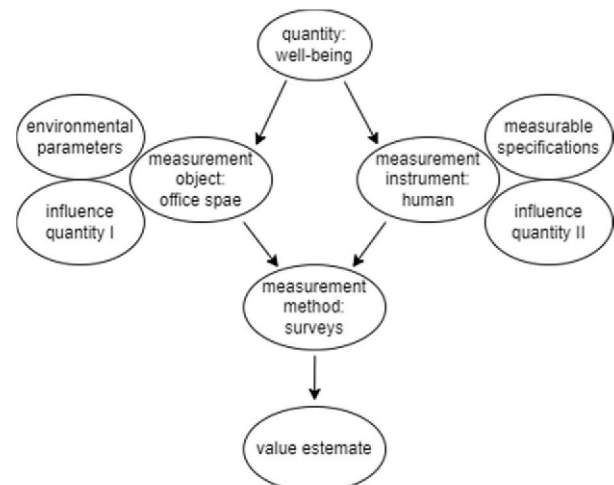 quantity:
well-being
environmental
parameters
measurement
object:
office spae
influence
quantity I
measurement
instrument:
human
measurable
specifications
influence
quantity II
measurement
method:
surveys
value estemate